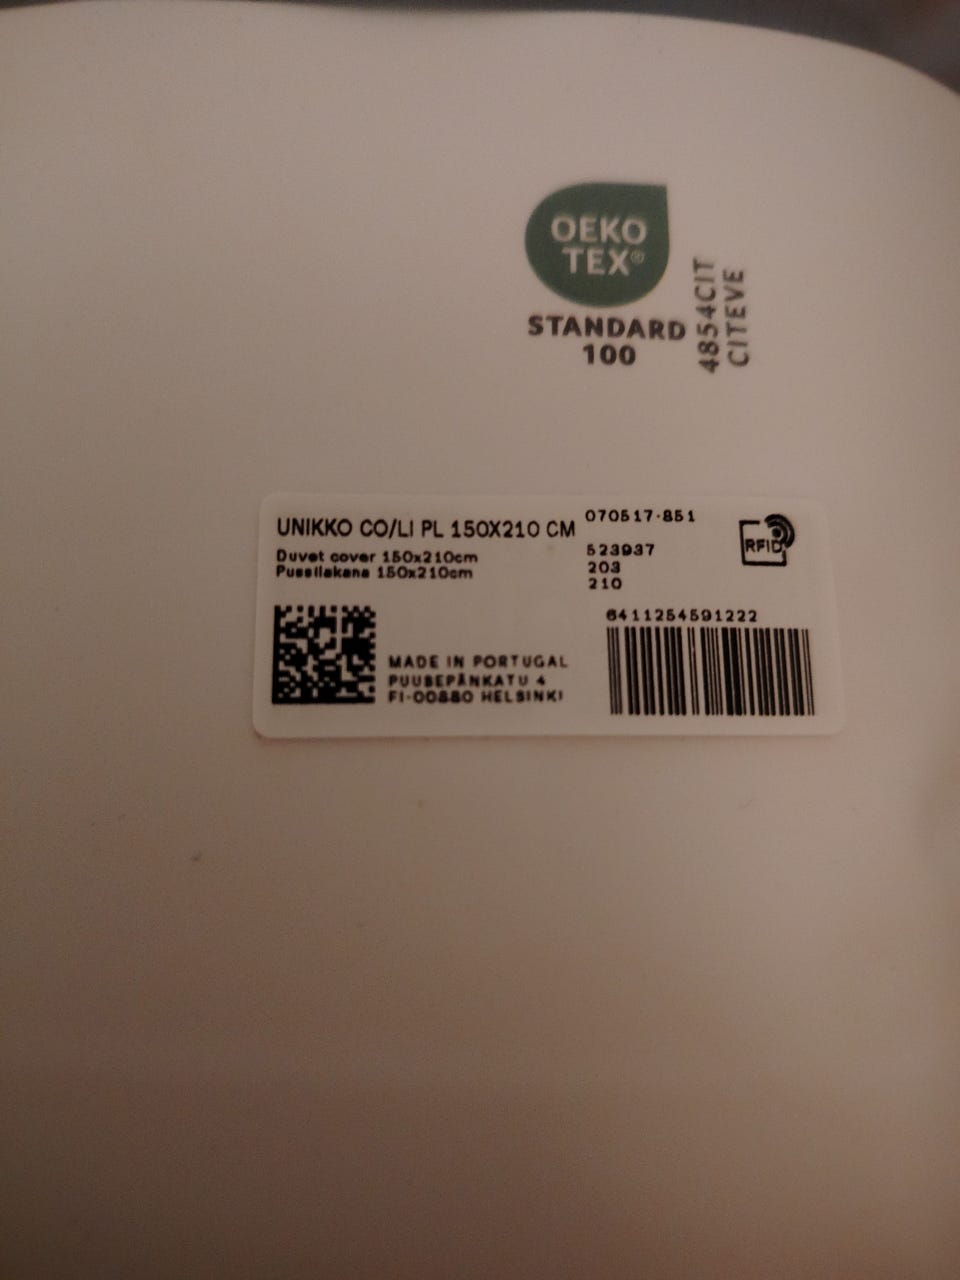 OEKO
TEX®
STANDARD
100
4854CIT
CITEVE
UNIKKO CO/LI PL 150X210 CM
Duvet cover 150x210cm
Pussilakana 150x210cm
070517-851
523937
203
210
RFID
6411254591222
MADE IN PORTUGAL
PUUSEPÄNKATU 4
FI-00880 HELSINKI